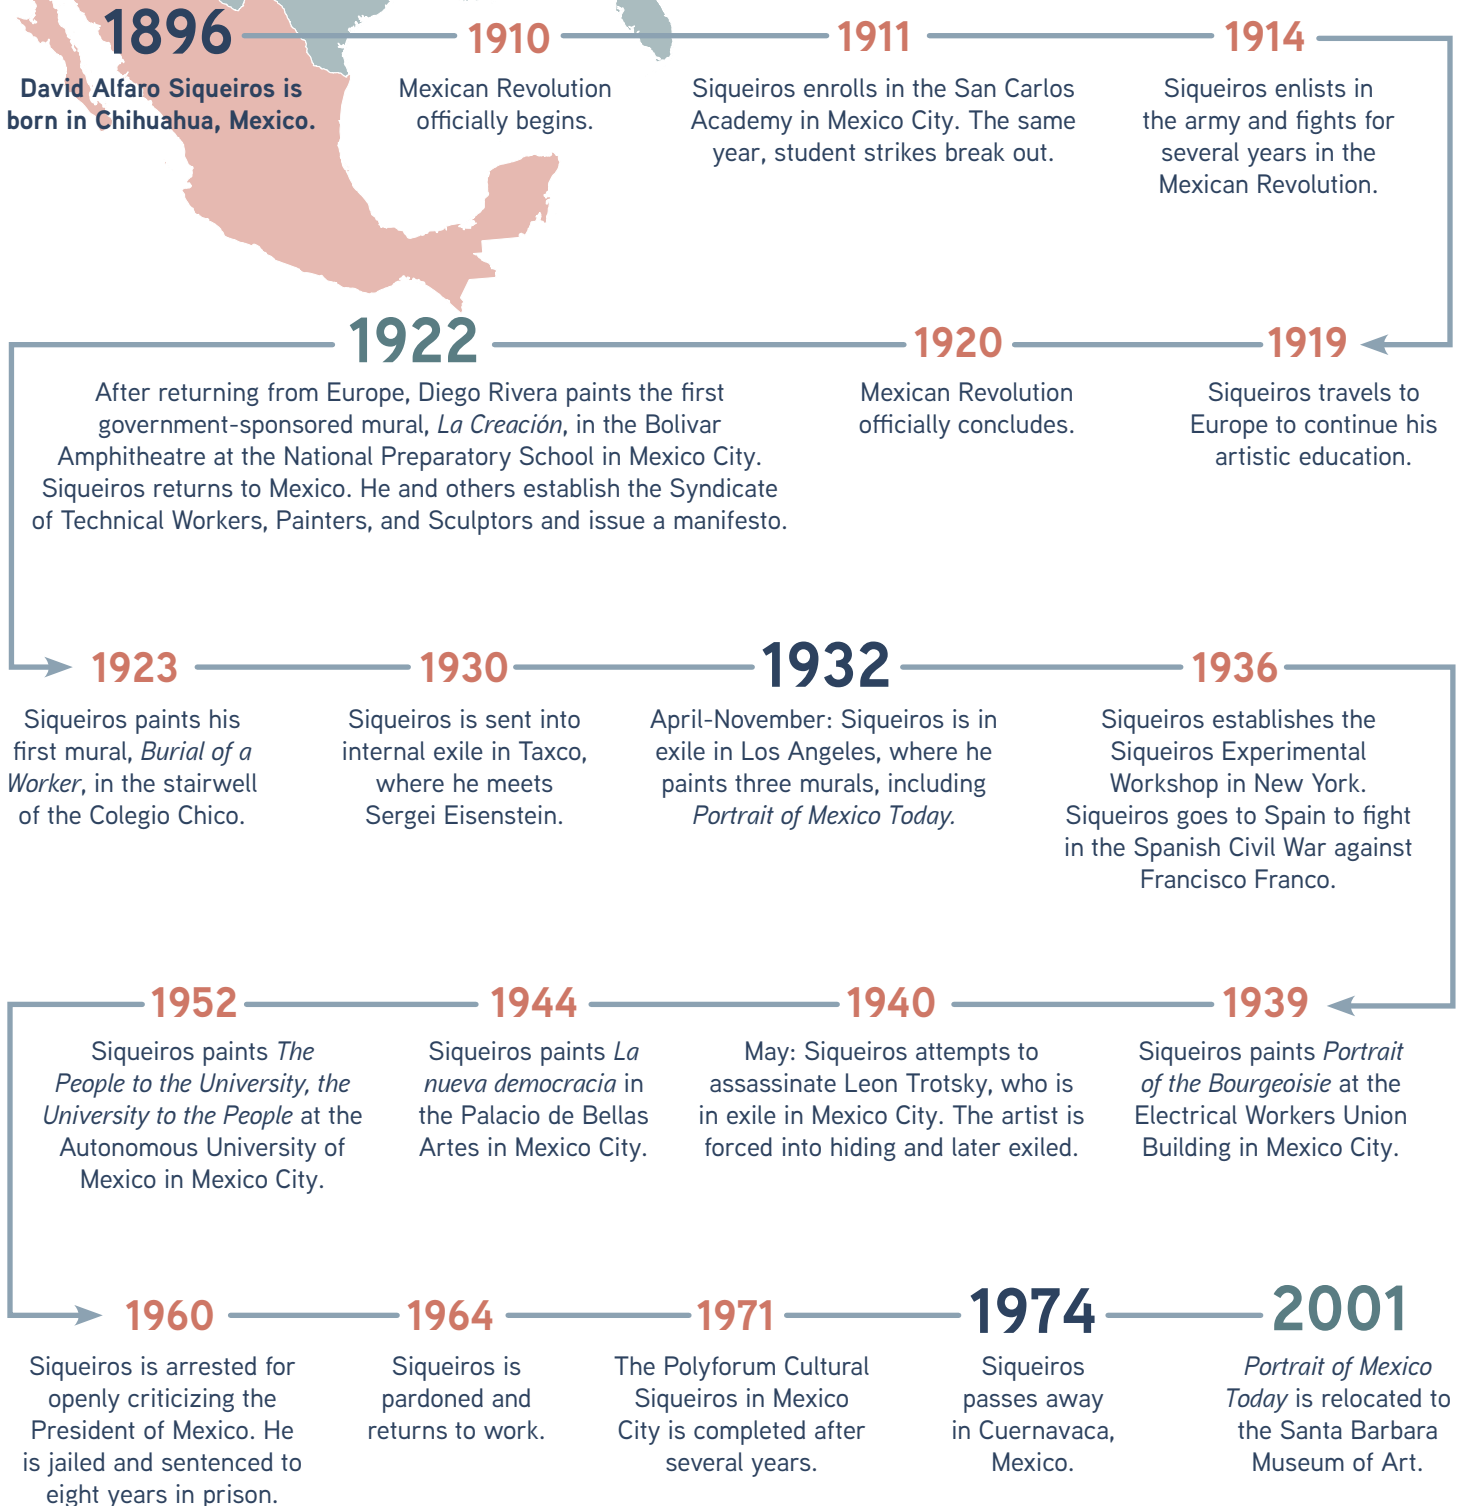 1896
David Alfaro Siqueiros is
born in Chihuahua, Mexico.
1910
Mexican Revolution
officially begins.
1911
Siqueiros enrolls in the San Carlos
Academy in Mexico City. The same
year, student strikes break out.
1914
Siqueiros enlists in
the army and fights for
several years in the
Mexican Revolution.
1919
Siqueiros travels to
Europe to continue his
artistic education.
1920
Mexican Revolution
officially concludes.
1922
After returning from Europe, Diego Rivera paints the first
government-sponsored mural, La Creación, in the Bolivar
Amphitheatre at the National Preparatory School in Mexico City.
Siqueiros returns to Mexico. He and others establish the Syndicate
of Technical Workers, Painters, and Sculptors and issue a manifesto.
1923
Siqueiros paints his
first mural, Burial of a
Worker, in the stairwell
of the Colegio Chico.
1930
Siqueiros is sent into
internal exile in Taxco,
where he meets
Sergei Eisenstein.
1932
April-November: Siqueiros is in
exile in Los Angeles, where he
paints three murals, including
Portrait of Mexico Today.
1936
Siqueiros establishes the
Siqueiros Experimental
Workshop in New York.
Siqueiros goes to Spain to fight
in the Spanish Civil War against
Francisco Franco.
1939
Siqueiros paints Portrait
of the Bourgeoisie at the
Electrical Workers Union
Building in Mexico City.
1940
May: Siqueiros attempts to
assassinate Leon Trotsky, who is
in exile in Mexico City. The artist is
forced into hiding and later exiled.
1944
Siqueiros paints La
nueva democracia in
the Palacio de Bellas
Artes in Mexico City.
1952
Siqueiros paints The
People to the University, the
University to the People at the
Autonomous University of
Mexico in Mexico City.
1960
Siqueiros is arrested for
openly criticizing the
President of Mexico. He
is jailed and sentenced to
eight years in prison.
1964
Siqueiros is
pardoned and
returns to work.
1971
The Polyforum Cultural
Siqueiros in Mexico
City is completed after
several years.
1974
Siqueiros
passes away
in Cuernavaca,
Mexico.
2001
Portrait of Mexico
Today is relocated to
the Santa Barbara
Museum of Art.